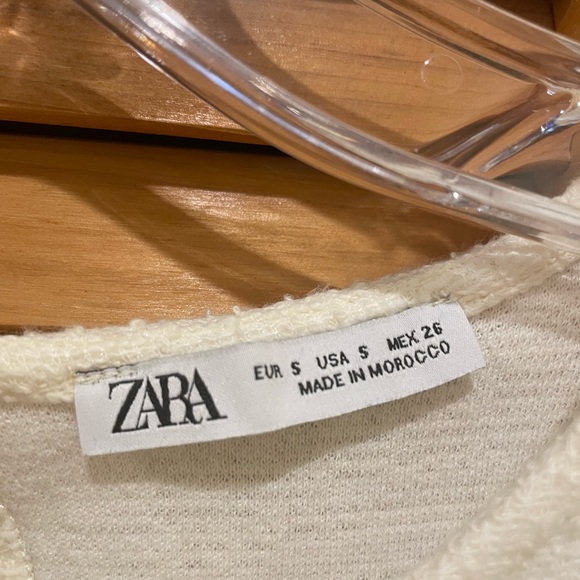 ZARA
EUR S USA S MEX 26
MADE IN MOROCCO